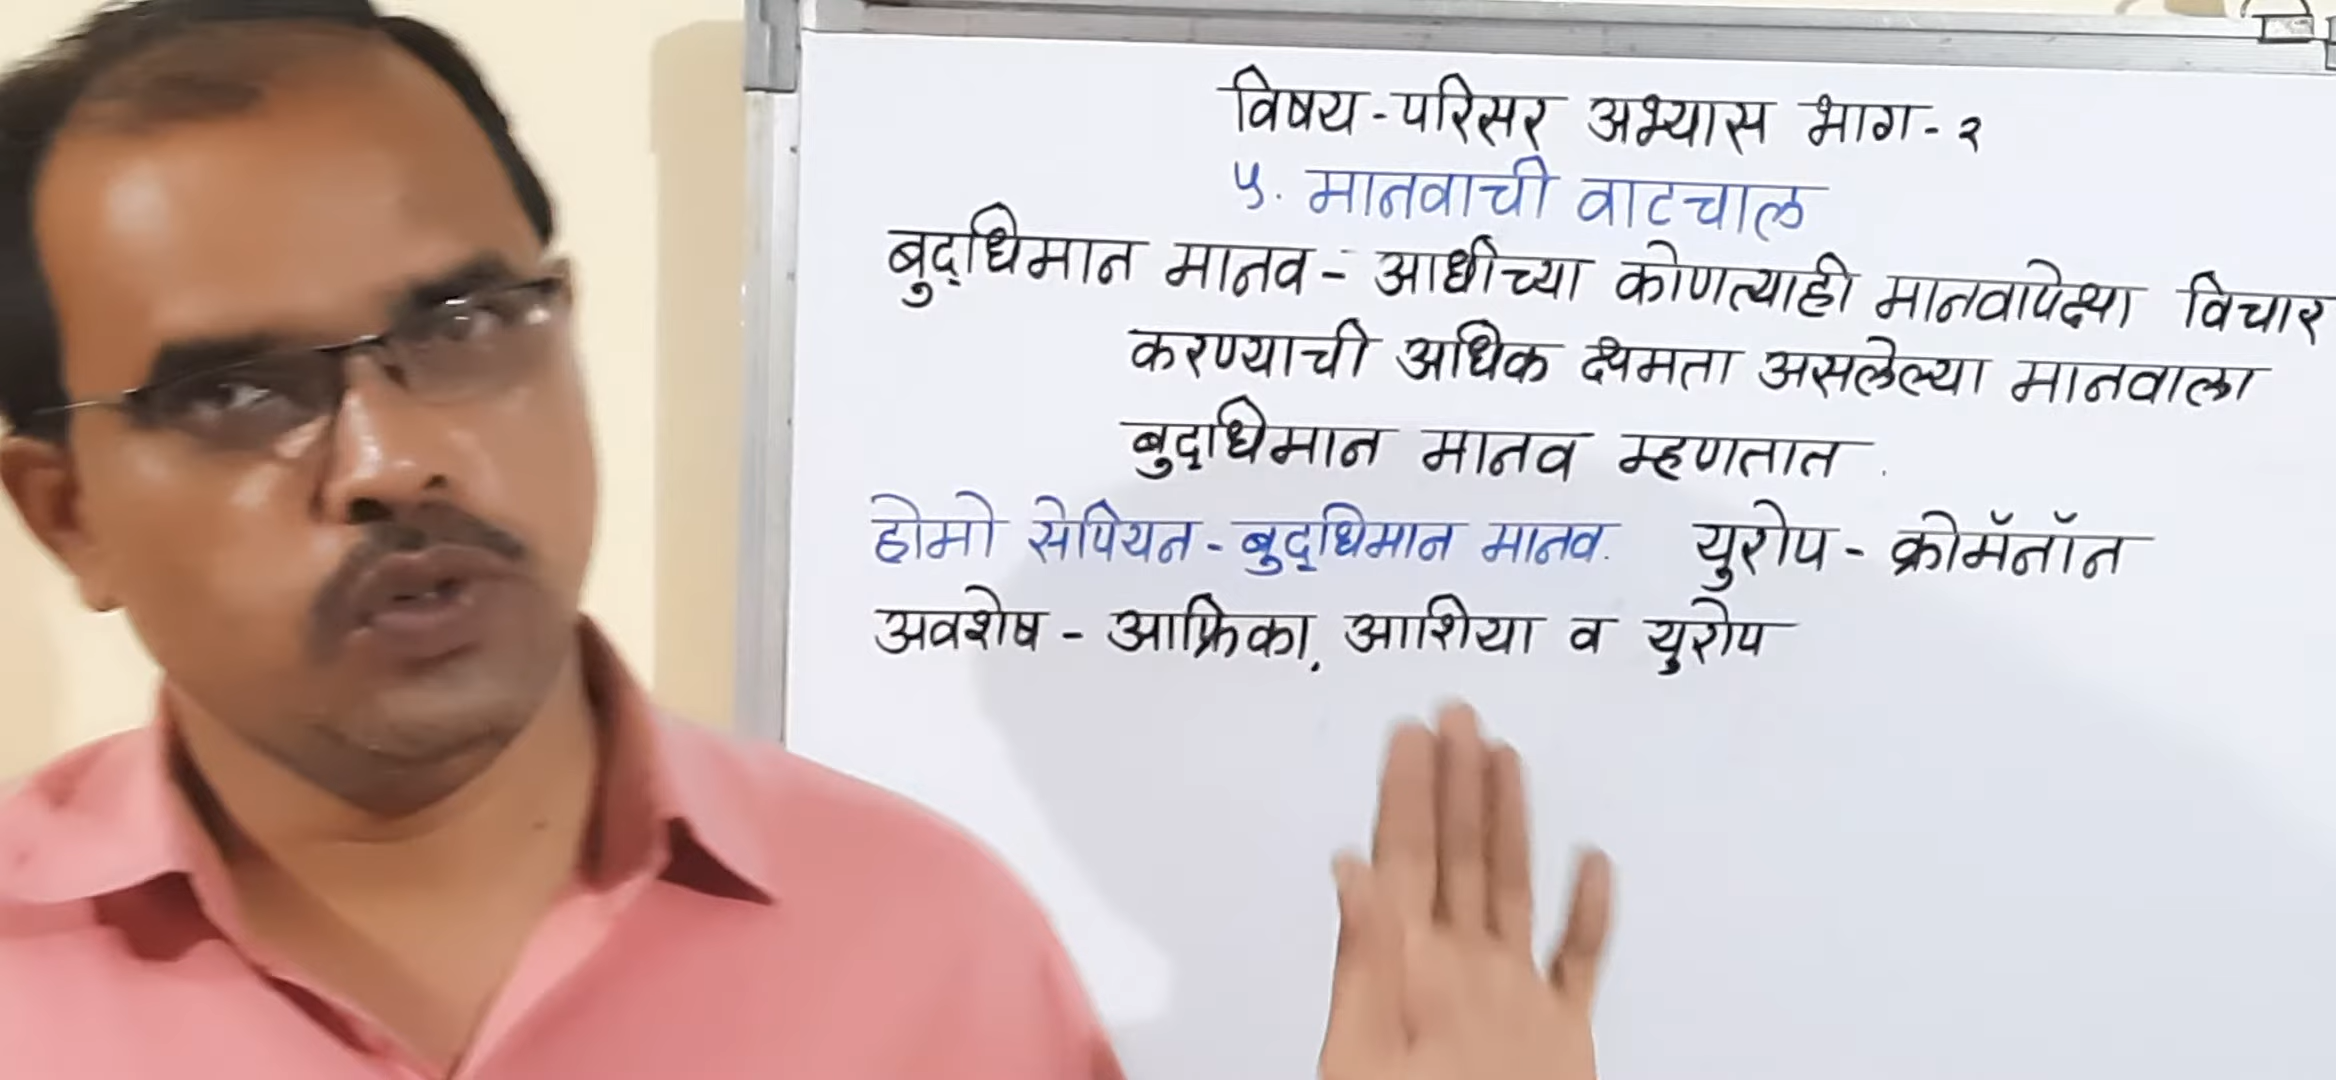 विषय - परिसर अभ्यास भाग - २
५. मानवाची वाटचाल
बुद्धिमान मानव - आधीच्या कोणत्याही मानवापेक्षा विचार
करण्याची अधिक क्षमता असलेल्या मानवाला
बुद्धिमान मानव म्हणतात .
होमो सेपियन - बुद्धिमान मानव. युरोप - क्रोमॅनॉन
अवशेष - आफ्रिका, आशिया व युरोप